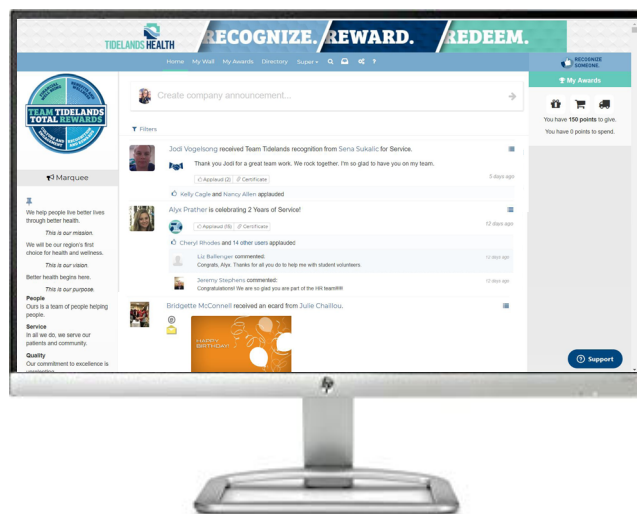 TIDELANDS HEALTH
RECOGNIZE. REWARD. REDEEM.
Home My Wall My Awards Directory Super ?
RECOGNIZE
SOMEONE
My Awards
You have 150 points to give.
You have 0 points to spend.
TEAM TIDELANDS
TOTAL REWARDS
Marquee
We help people live better lives
through better health.
This is our mission.
We will be our region's first
choice for health and wellness.
This is our vision.
Better health begins here.
This is our purpose.
People
Ours is a team of people helping
people.
Service
In all we do, we serve our
patients and community.
Quality
Our commitment to excellence is
Create company announcement...
Filters
Jodi Vogelsong received Team Tidelands recognition from Sena Sukalic for Service.
Thank you Jodi for a great team work. We rock together. I'm so glad to have you on my team.
Applaud (2) Certificate
5 days ago
Kelly Cagle and Nancy Allen applauded
Alyx Prather is celebrating 2 Years of Service!
Applaud (15) Certificate
12 days ago
Cheryl Rhodes and 14 other users applauded
Liz Ballenger commented:
12 days ago
Congrats, Alyx. Thanks for all you do to help me with student volunteers.
Jeremy Stephens commented:
12 days ago
Congratulations! We are so glad you are part of the HR team!!!!!
Bridgette McConnell received an ecard from Julie Chaillou.
HAPPY
BIRTHDAY!
Support
hp